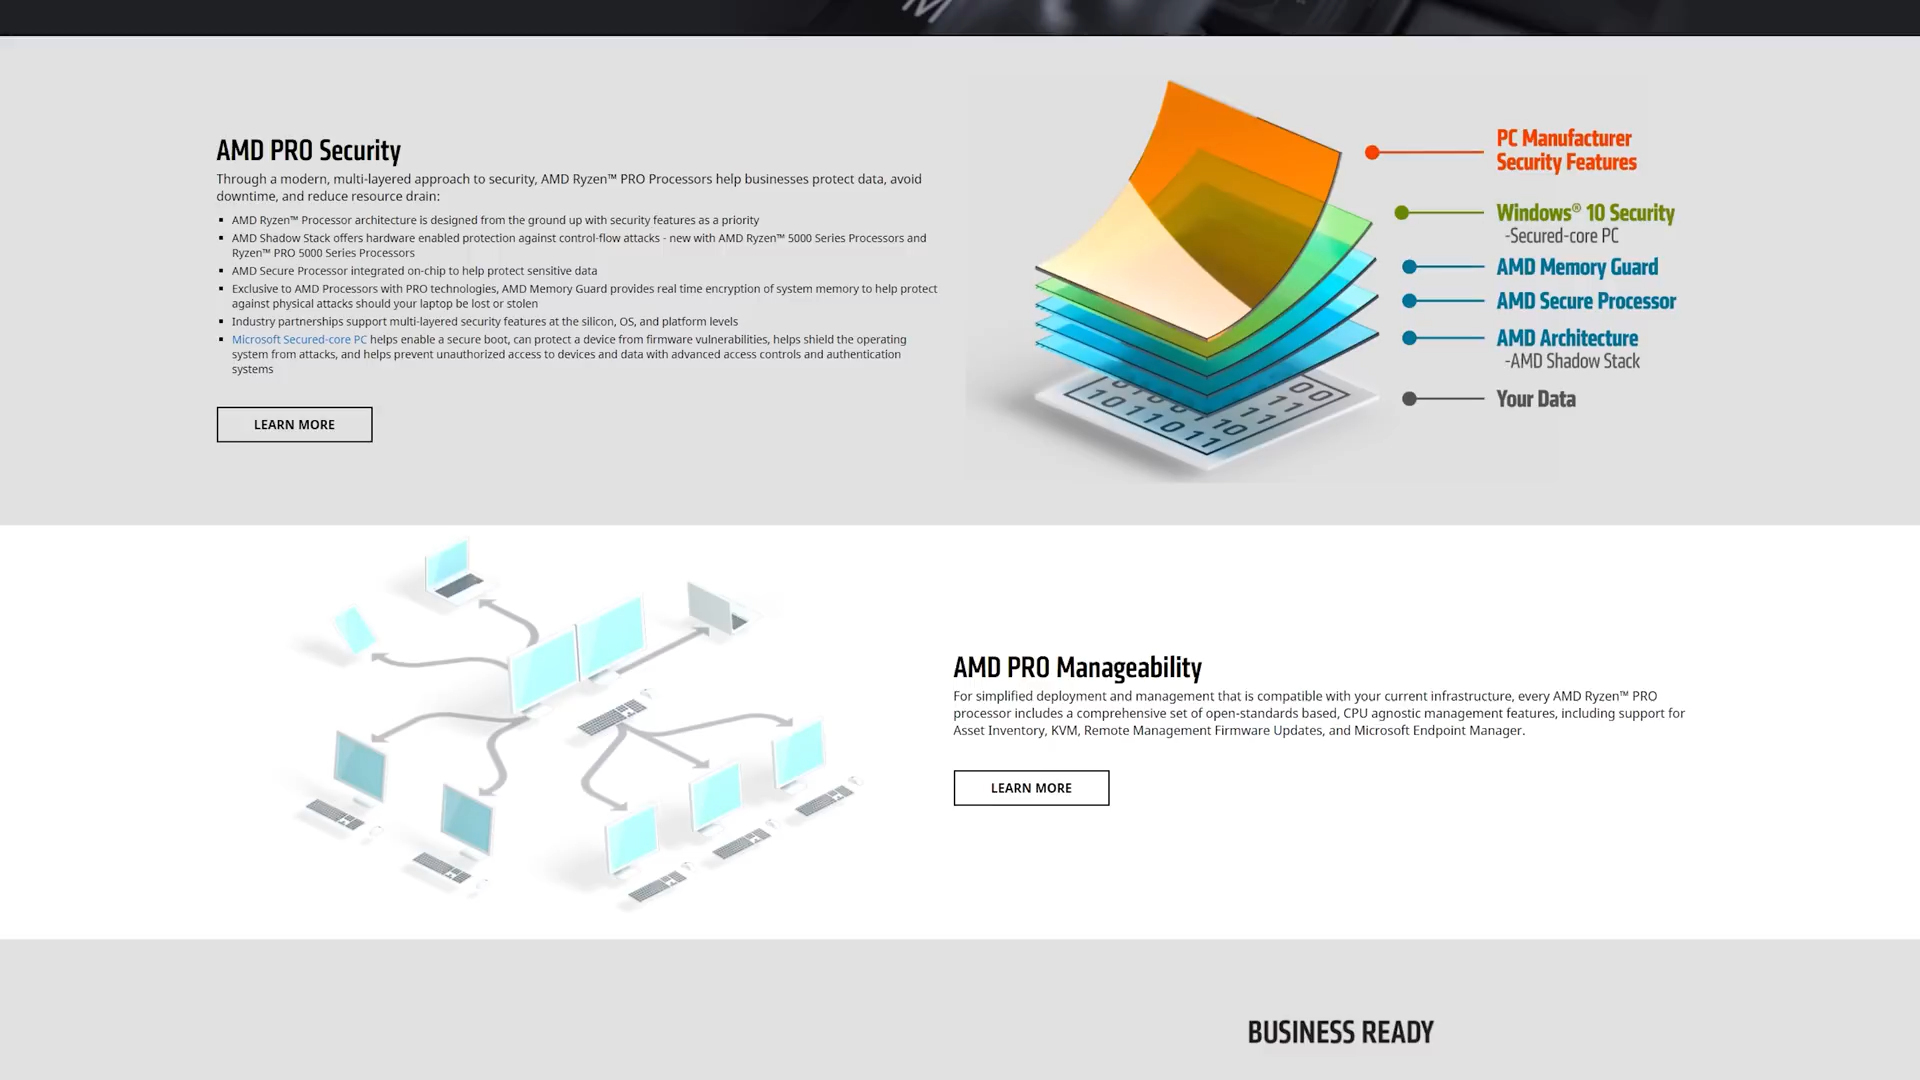 AMD PRO Security
Through a modern, multi-layered approach to security, AMD Ryzen™ PRO Processors help businesses protect data, avoid
downtime, and reduce resource drain:
▪ AMD Ryzen™ Processor architecture is designed from the ground up with security features as a priority
▪ AMD Shadow Stack offers hardware enabled protection against control-flow attacks - new with AMD Ryzen™ 5000 Series Processors and
Ryzen™ PRO 5000 Series Processors
▪ AMD Secure Processor integrated on-chip to help protect sensitive data
▪ Exclusive to AMD Processors with PRO technologies, AMD Memory Guard provides real time encryption of system memory to help protect
against physical attacks should your laptop be lost or stolen
▪ Industry partnerships support multi-layered security features at the silicon, OS, and platform levels
▪ Microsoft Secured-core PC helps enable a secure boot, can protect a device from firmware vulnerabilities, helps shield the operating
system from attacks, and helps prevent unauthorized access to devices and data with advanced access controls and authentication
systems
LEARN MORE
PC Manufacturer
Security Features
Windows® 10 Security
-Secured-core PC
AMD Memory Guard
AMD Secure Processor
AMD Architecture
-AMD Shadow Stack
Your Data
AMD PRO Manageability
For simplified deployment and management that is compatible with your current infrastructure, every AMD Ryzen™ PRO
processor includes a comprehensive set of open-standards based, CPU agnostic management features, including support for
Asset Inventory, KVM, Remote Management Firmware Updates, and Microsoft Endpoint Manager.
LEARN MORE
BUSINESS READY